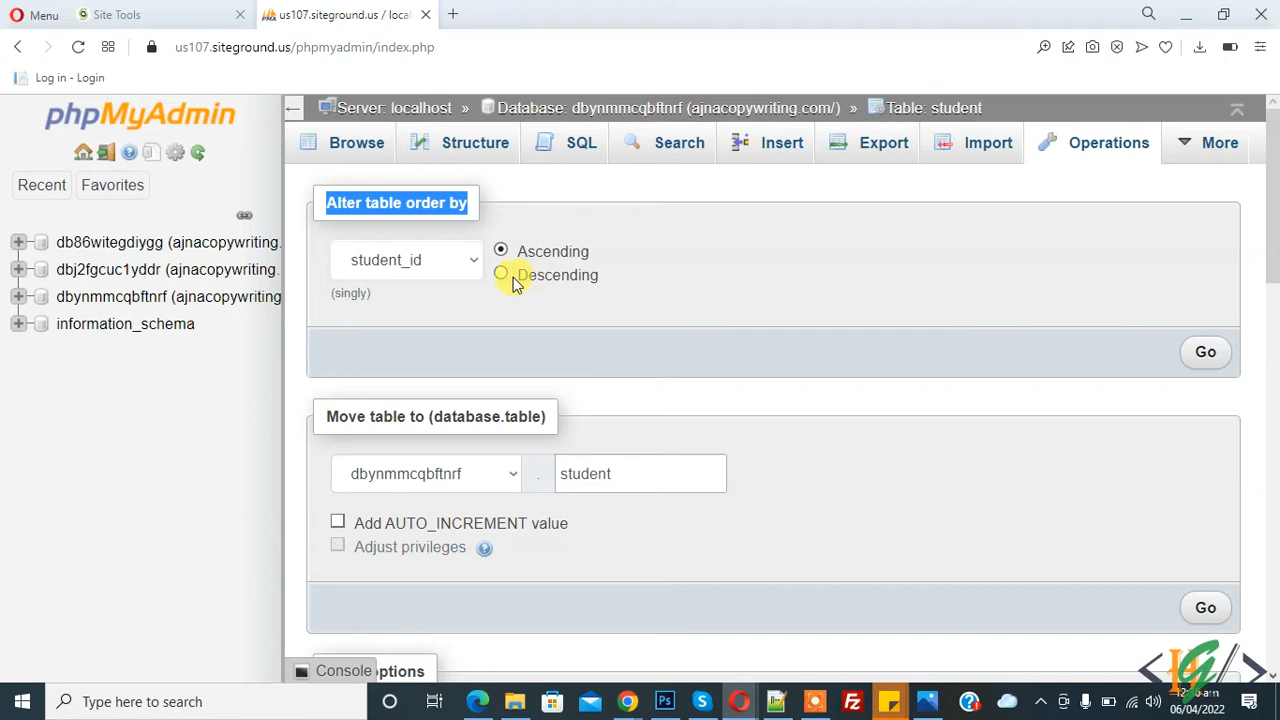 Menu
Site Tools
us107.siteground.us / local
us107.siteground.us/phpmyadmin/index.php
Log in - Login
phpMyAdmin
Server: localhost » Database: dbynmmcqbftnrf (ajnacopywriting.com/) » Table: student
Browse Structure SQL Search Insert Export Import Operations More
Recent Favorites
db86witegdiygg (ajnacopywriting.
dbj2fgcuc1yddr (ajnacopywriting.
dbynmmcqbftnrf (ajnacopywriting
information_schema
Alter table order by
student_id
Ascending
Descending
(singly)
Go
Move table to (database.table)
dbynmmcqbftnrf . student
Add AUTO_INCREMENT value
Adjust privileges
Go
Console
options
Type here to search
06/04/2022